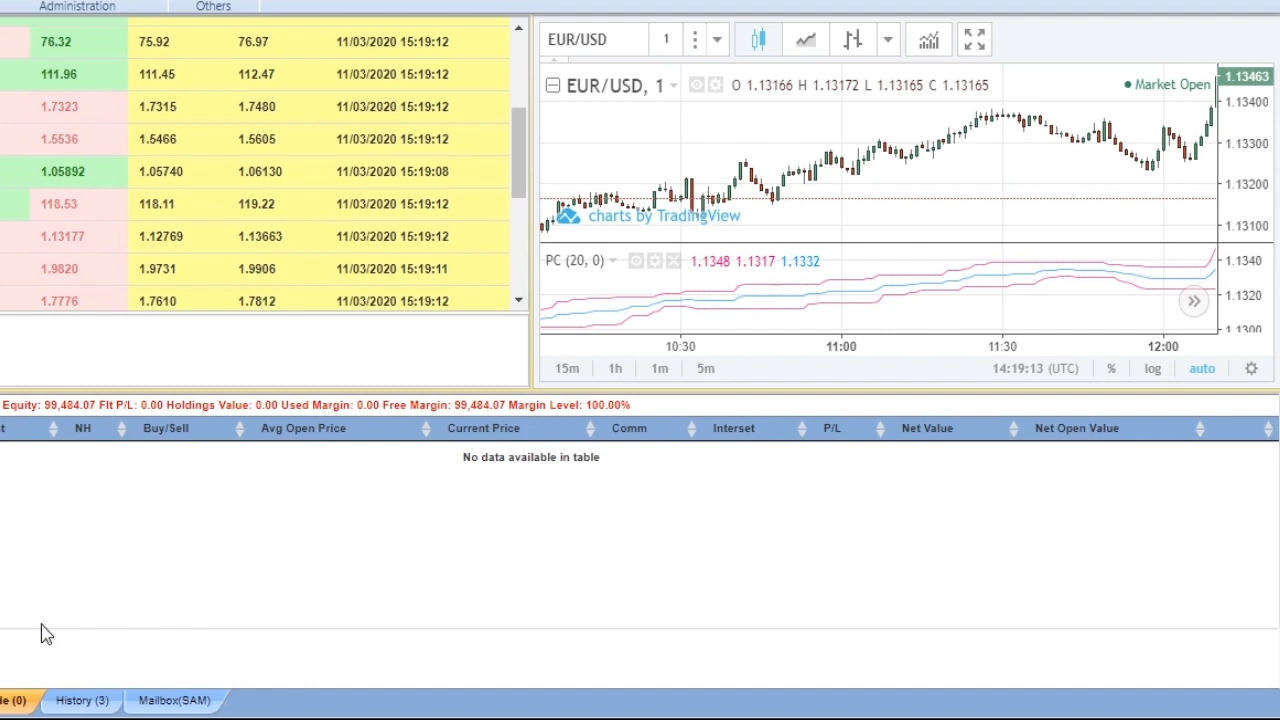 Administration Others
76.32 75.92 76.97 11/03/2020 15:19:12
111.96 111.45 112.47 11/03/2020 15:19:12
1.7323 1.7315 1.7480 11/03/2020 15:19:12
1.5536 1.5466 1.5605 11/03/2020 15:19:12
1.05892 1.05740 1.06130 11/03/2020 15:19:08
118.53 118.11 119.22 11/03/2020 15:19:12
1.13177 1.12769 1.13663 11/03/2020 15:19:12
1.9820 1.9731 1.9906 11/03/2020 15:19:11
1.7776 1.7610 1.7812 11/03/2020 15:19:12
EUR/USD 1
EUR/USD, 1 O 1.13166 H 1.13172 L 1.13165 C 1.13165 Market Open
1.13463
1.13400
1.13300
1.13200
1.13100
charts by TradingView
PC (20, 0) 1.1348 1.1317 1.1332
1.1340
1.1320
1.1300
10:30 11:00 11:30 12:00
15m 1h 1m 5m 14:19:13 (UTC) % log auto
Equity: 99,484.07 Flt P/L: 0.00 Holdings Value: 0.00 Used Margin: 0.00 Free Margin: 99,484.07 Margin Level: 100.00%
t NH Buy/Sell Avg Open Price Current Price Comm Interset P/L Net Value Net Open Value
No data available in table
de (0) History (3) Mailbox(SAM)